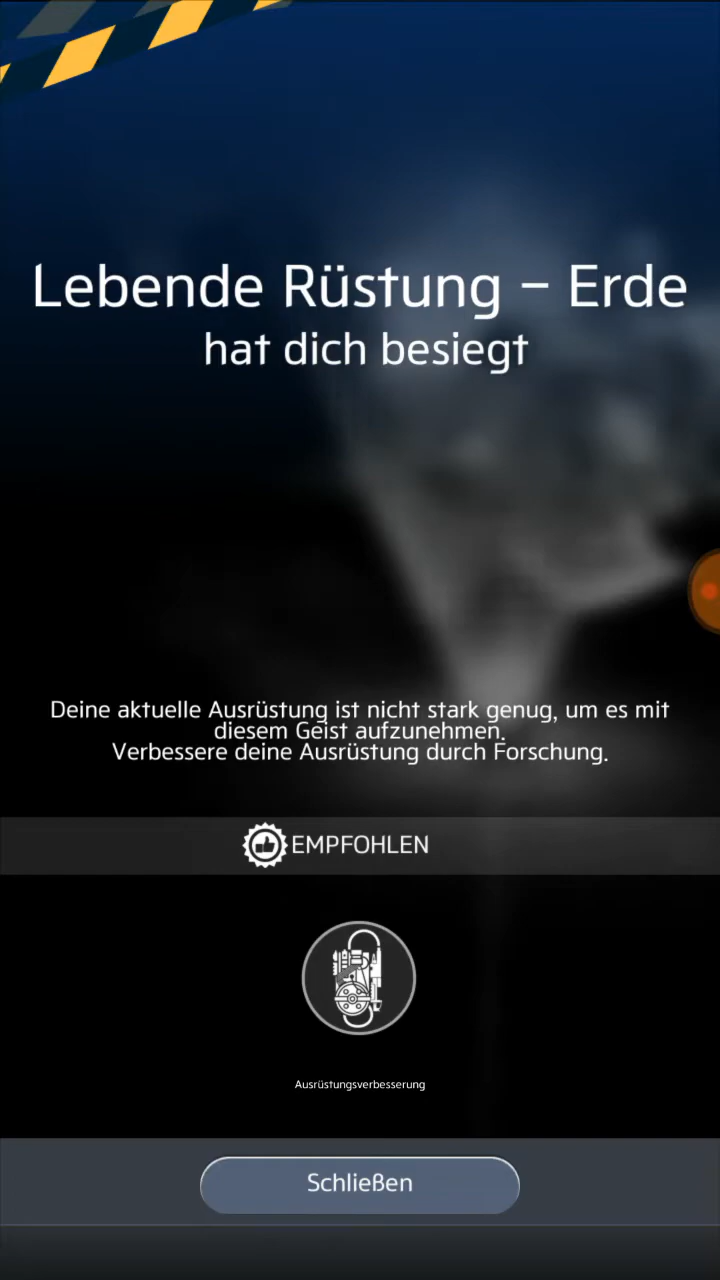 Lebende Rüstung – Erde
hat dich besiegt
Deine aktuelle Ausrüstung ist nicht stark genug, um es mit
diesem Geist aufzunehmen.
Verbessere deine Ausrüstung durch Forschung.
EMPFOHLEN
Ausrüstungsverbesserung
Schließen